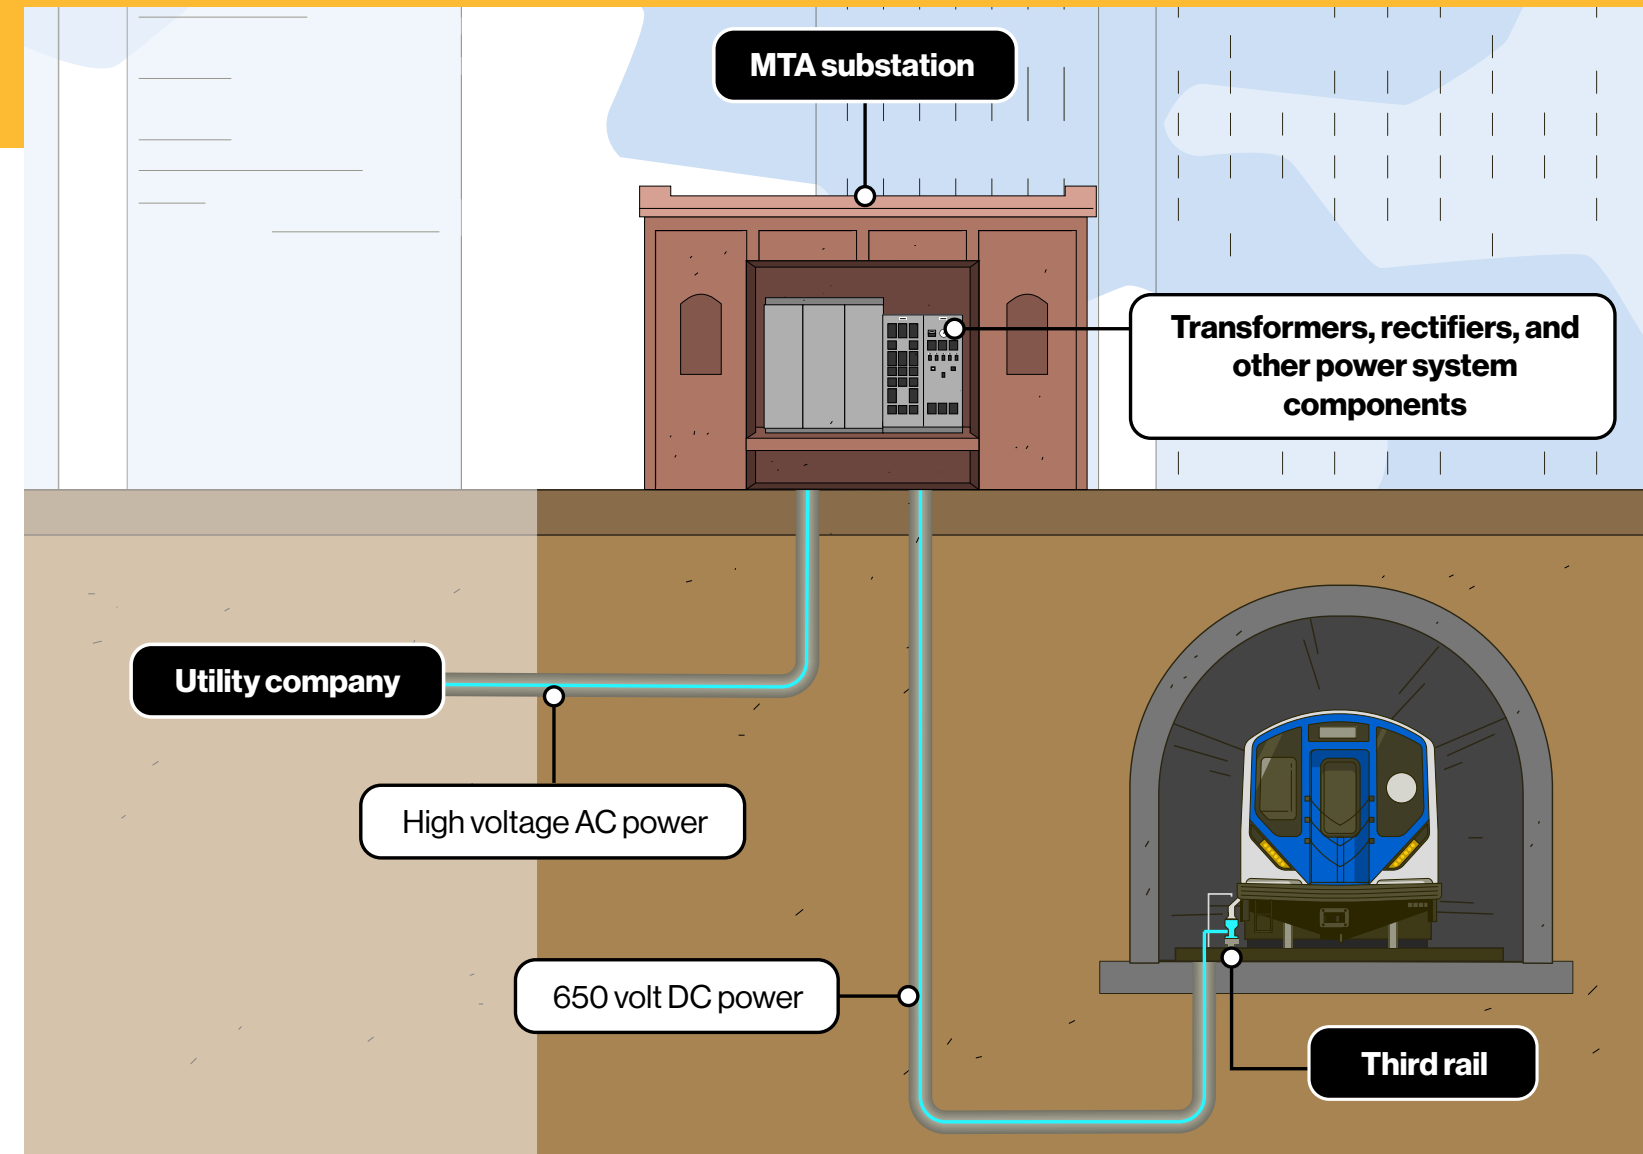 MTA substation
Transformers, rectifiers, and
other power system
components
Utility company
High voltage AC power
650 volt DC power
Third rail